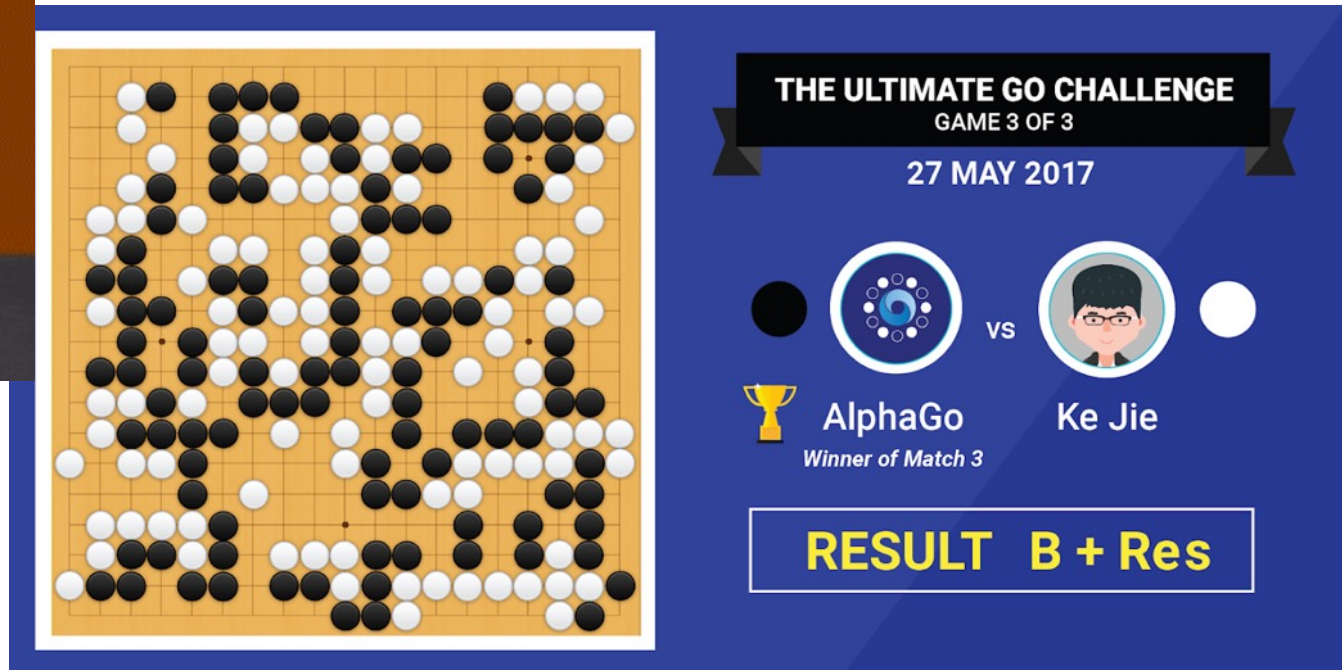 THE ULTIMATE GO CHALLENGE
GAME 3 OF 3
27 MAY 2017
VS
AlphaGo
Ke Jie
Winner of Match 3
RESULT B + Res